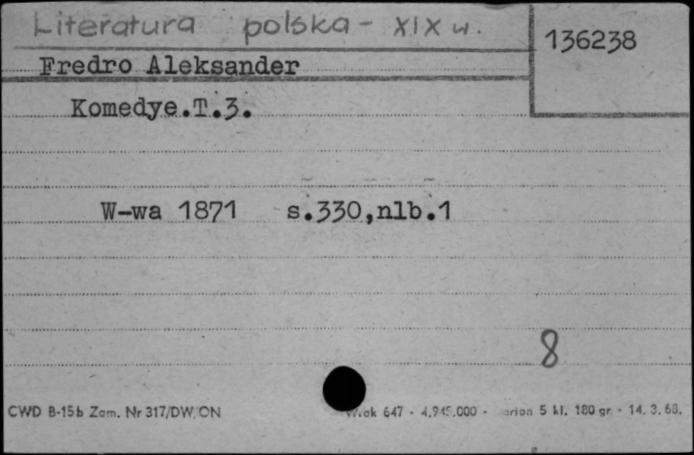 Literatura polska - XIX w.
136238
Fredro Aleksander
Komedye.T.3.
W-wa 1871 s.330,nlb.1
8
CWD B-15b Zam. Nr 317/DW/ON 647 - 4.945.000 - 5 kl. 180 gr. - 14. 3. 68.